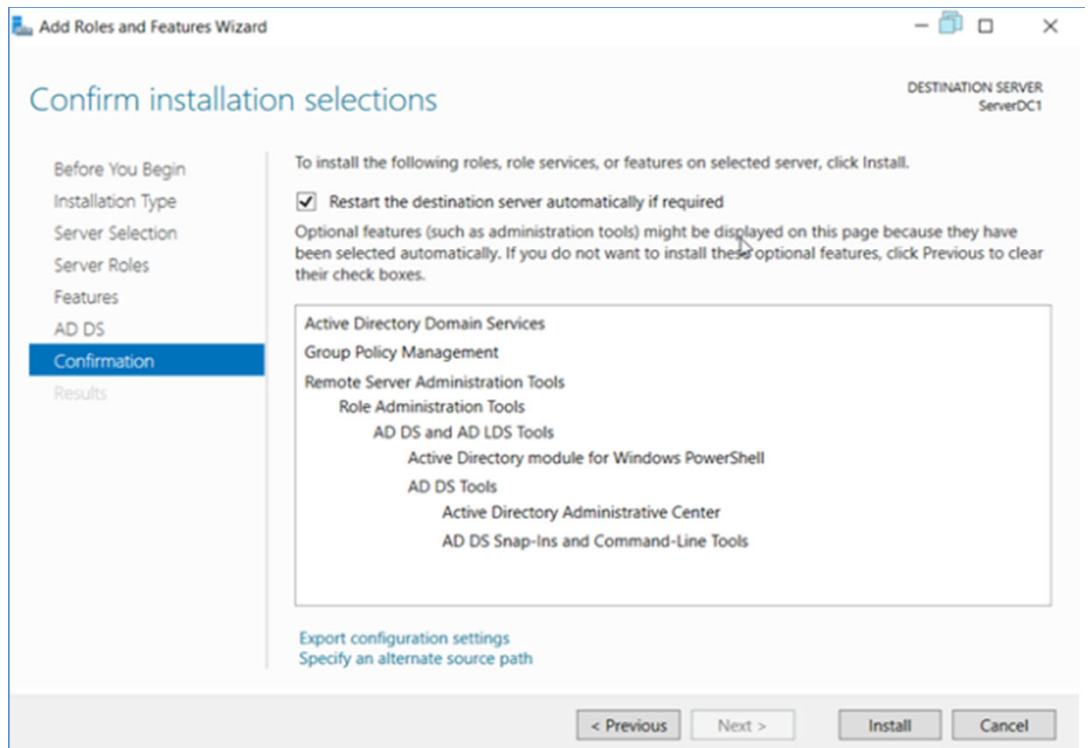 Add Roles and Features Wizard
Confirm installation selections
DESTINATION SERVER
ServerDC1
Before You Begin
Installation Type
Server Selection
Server Roles
Features
AD DS
Confirmation
Results
To install the following roles, role services, or features on selected server, click Install.
Restart the destination server automatically if required
Optional features (such as administration tools) might be displayed on this page because they have
been selected automatically. If you do not want to install these optional features, click Previous to clear
their check boxes.
Active Directory Domain Services
Group Policy Management
Remote Server Administration Tools
Role Administration Tools
AD DS and AD LDS Tools
Active Directory module for Windows PowerShell
AD DS Tools
Active Directory Administrative Center
AD DS Snap-Ins and Command-Line Tools
Export configuration settings
Specify an alternate source path
< Previous
Next >
Install
Cancel